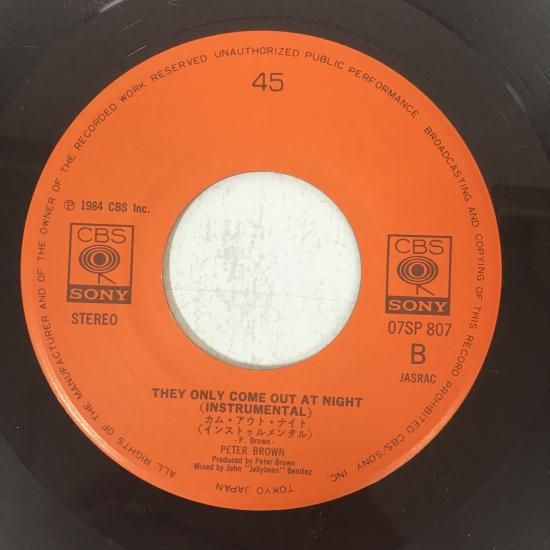 ALL RIGHTS OF THE MANUFACTURER AND OF THE OWNER OF THE RECORDED WORK RESERVED UNAUTHORIZED PUBLIC PERFORMANCE. BROADCASTING AND COPYING OF THIS RECORD PROHIBITED CBS/SONY INC.
45
℗ 1984 CBS Inc.
CBS
SONY
STEREO
CBS
SONY
07SP 807
B
JASRAC
THEY ONLY COME OUT AT NIGHT
(INSTRUMENTAL)
カム・アウト・ナイト
(インストゥルメンタル)
- P. Brown -
PETER BROWN
Produced by Peter Brown
Mixed by John "Jellybean" Benitez
TOKYO JAPAN